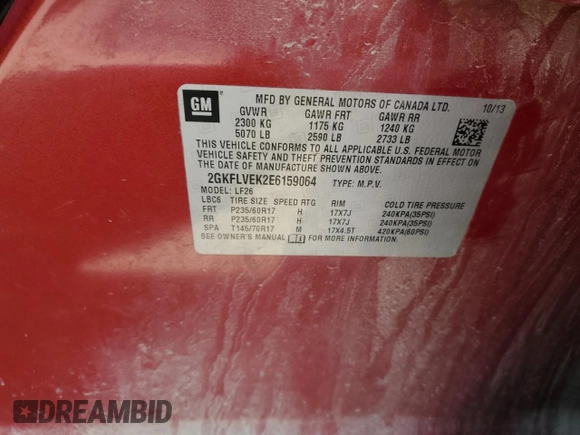 GM
MFD BY GENERAL MOTORS OF CANADA LTD. 10/13
GVWR GAWR FRT GAWR RR
2300 KG 1175 KG 1240 KG
5070 LB 2590 LB 2733 LB
THIS VEHICLE CONFORMS TO ALL APPLICABLE U.S. FEDERAL MOTOR
VEHICLE SAFETY AND THEFT PREVENTION STANDARDS IN EFFECT ON
THE DATE OF MANUFACTURE SHOWN ABOVE.
2GKFLVEK2E6159064 TYPE: M.P.V.
MODEL: LF26
LBC6 TIRE SIZE SPEED RTG RIM COLD TIRE PRESSURE
FRT P235/60R17 H 17X7J 240KPA(35PSI)
RR P235/60R17 H 17X7J 240KPA(35PSI)
SPA T145/70R17 M 17X4.5T 420KPA(60PSI)
SEE OWNER'S MANUAL FOR MORE INFORMATION.
DREAMBID